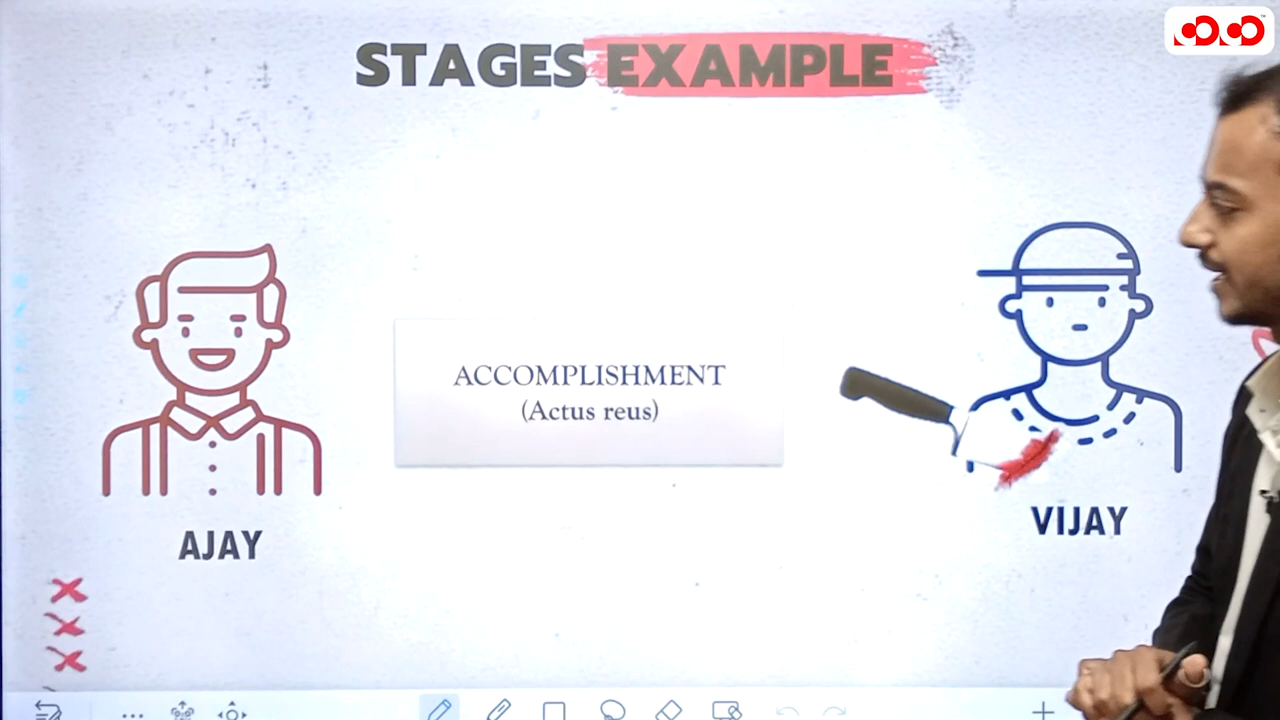 STAGES EXAMPLE
ACCOMPLISHMENT
(Actus reus)
AJAY
VIJAY